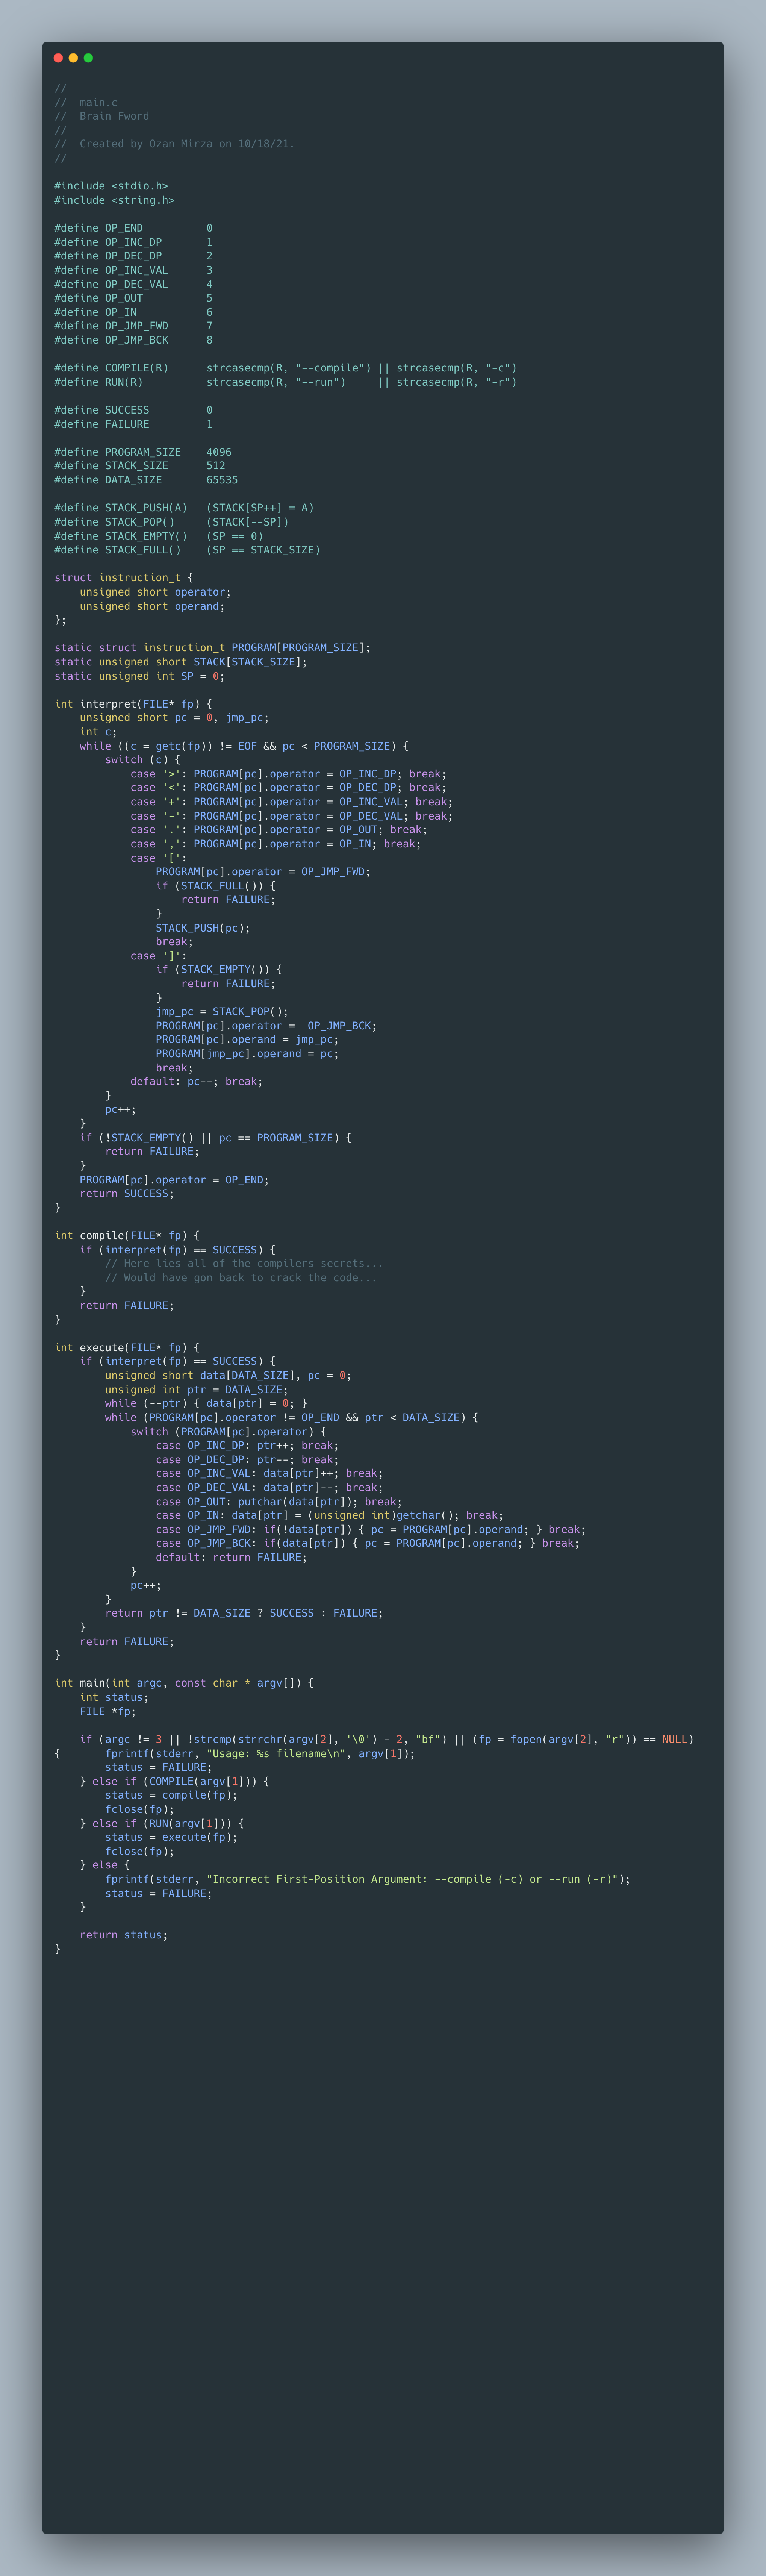 //
//  main.c
//  Brain Fword
//
//  Created by Ozan Mirza on 10/18/21.
//

#include <stdio.h>
#include <string.h>

#define OP_END          0
#define OP_INC_DP       1
#define OP_DEC_DP       2
#define OP_INC_VAL      3
#define OP_DEC_VAL      4
#define OP_OUT          5
#define OP_IN           6
#define OP_JMP_FWD      7
#define OP_JMP_BCK      8

#define COMPILE(R)      strcasecmp(R, "--compile") || strcasecmp(R, "-c")
#define RUN(R)          strcasecmp(R, "--run")     || strcasecmp(R, "-r")

#define SUCCESS         0
#define FAILURE         1

#define PROGRAM_SIZE    4096
#define STACK_SIZE      512
#define DATA_SIZE       65535

#define STACK_PUSH(A)   (STACK[SP++] = A)
#define STACK_POP()     (STACK[--SP])
#define STACK_EMPTY()   (SP == 0)
#define STACK_FULL()    (SP == STACK_SIZE)

struct instruction_t {
    unsigned short operator;
    unsigned short operand;
};

static struct instruction_t PROGRAM[PROGRAM_SIZE];
static unsigned short STACK[STACK_SIZE];
static unsigned int SP = 0;

int interpret(FILE* fp) {
    unsigned short pc = 0, jmp_pc;
    int c;
    while ((c = getc(fp)) != EOF && pc < PROGRAM_SIZE) {
        switch (c) {
            case '>': PROGRAM[pc].operator = OP_INC_DP; break;
            case '<': PROGRAM[pc].operator = OP_DEC_DP; break;
            case '+': PROGRAM[pc].operator = OP_INC_VAL; break;
            case '-': PROGRAM[pc].operator = OP_DEC_VAL; break;
            case '.': PROGRAM[pc].operator = OP_OUT; break;
            case ',': PROGRAM[pc].operator = OP_IN; break;
            case '[':
                PROGRAM[pc].operator = OP_JMP_FWD;
                if (STACK_FULL()) {
                    return FAILURE;
                }
                STACK_PUSH(pc);
                break;
            case ']':
                if (STACK_EMPTY()) {
                    return FAILURE;
                }
                jmp_pc = STACK_POP();
                PROGRAM[pc].operator =  OP_JMP_BCK;
                PROGRAM[pc].operand = jmp_pc;
                PROGRAM[jmp_pc].operand = pc;
                break;
            default: pc--; break;
        }
        pc++;
    }
    if (!STACK_EMPTY() || pc == PROGRAM_SIZE) {
        return FAILURE;
    }
    PROGRAM[pc].operator = OP_END;
    return SUCCESS;
}

int compile(FILE* fp) {
    if (interpret(fp) == SUCCESS) {
        // Here lies all of the compilers secrets...
        // Would have gon back to crack the code...
    }
    return FAILURE;
}

int execute(FILE* fp) {
    if (interpret(fp) == SUCCESS) {
        unsigned short data[DATA_SIZE], pc = 0;
        unsigned int ptr = DATA_SIZE;
        while (--ptr) { data[ptr] = 0; }
        while (PROGRAM[pc].operator != OP_END && ptr < DATA_SIZE) {
            switch (PROGRAM[pc].operator) {
                case OP_INC_DP: ptr++; break;
                case OP_DEC_DP: ptr--; break;
                case OP_INC_VAL: data[ptr]++; break;
                case OP_DEC_VAL: data[ptr]--; break;
                case OP_OUT: putchar(data[ptr]); break;
                case OP_IN: data[ptr] = (unsigned int)getchar(); break;
                case OP_JMP_FWD: if(!data[ptr]) { pc = PROGRAM[pc].operand; } break;
                case OP_JMP_BCK: if(data[ptr]) { pc = PROGRAM[pc].operand; } break;
                default: return FAILURE;
            }
            pc++;
        }
        return ptr != DATA_SIZE ? SUCCESS : FAILURE;
    }
    return FAILURE;
}

int main(int argc, const char * argv[]) {
    int status;
    FILE *fp;

    if (argc != 3 || !strcmp(strrchr(argv[2], '\0') - 2, "bf") || (fp = fopen(argv[2], "r")) == NULL)
{       fprintf(stderr, "Usage: %s filename\n", argv[1]);
        status = FAILURE;
    } else if (COMPILE(argv[1])) {
        status = compile(fp);
        fclose(fp);
    } else if (RUN(argv[1])) {
        status = execute(fp);
        fclose(fp);
    } else {
        fprintf(stderr, "Incorrect First-Position Argument: --compile (-c) or --run (-r)");
        status = FAILURE;
    }

    return status;
}